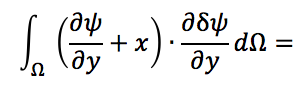 ∫_Ω (∂ψ/∂y + x) · ∂δψ/∂y dΩ =